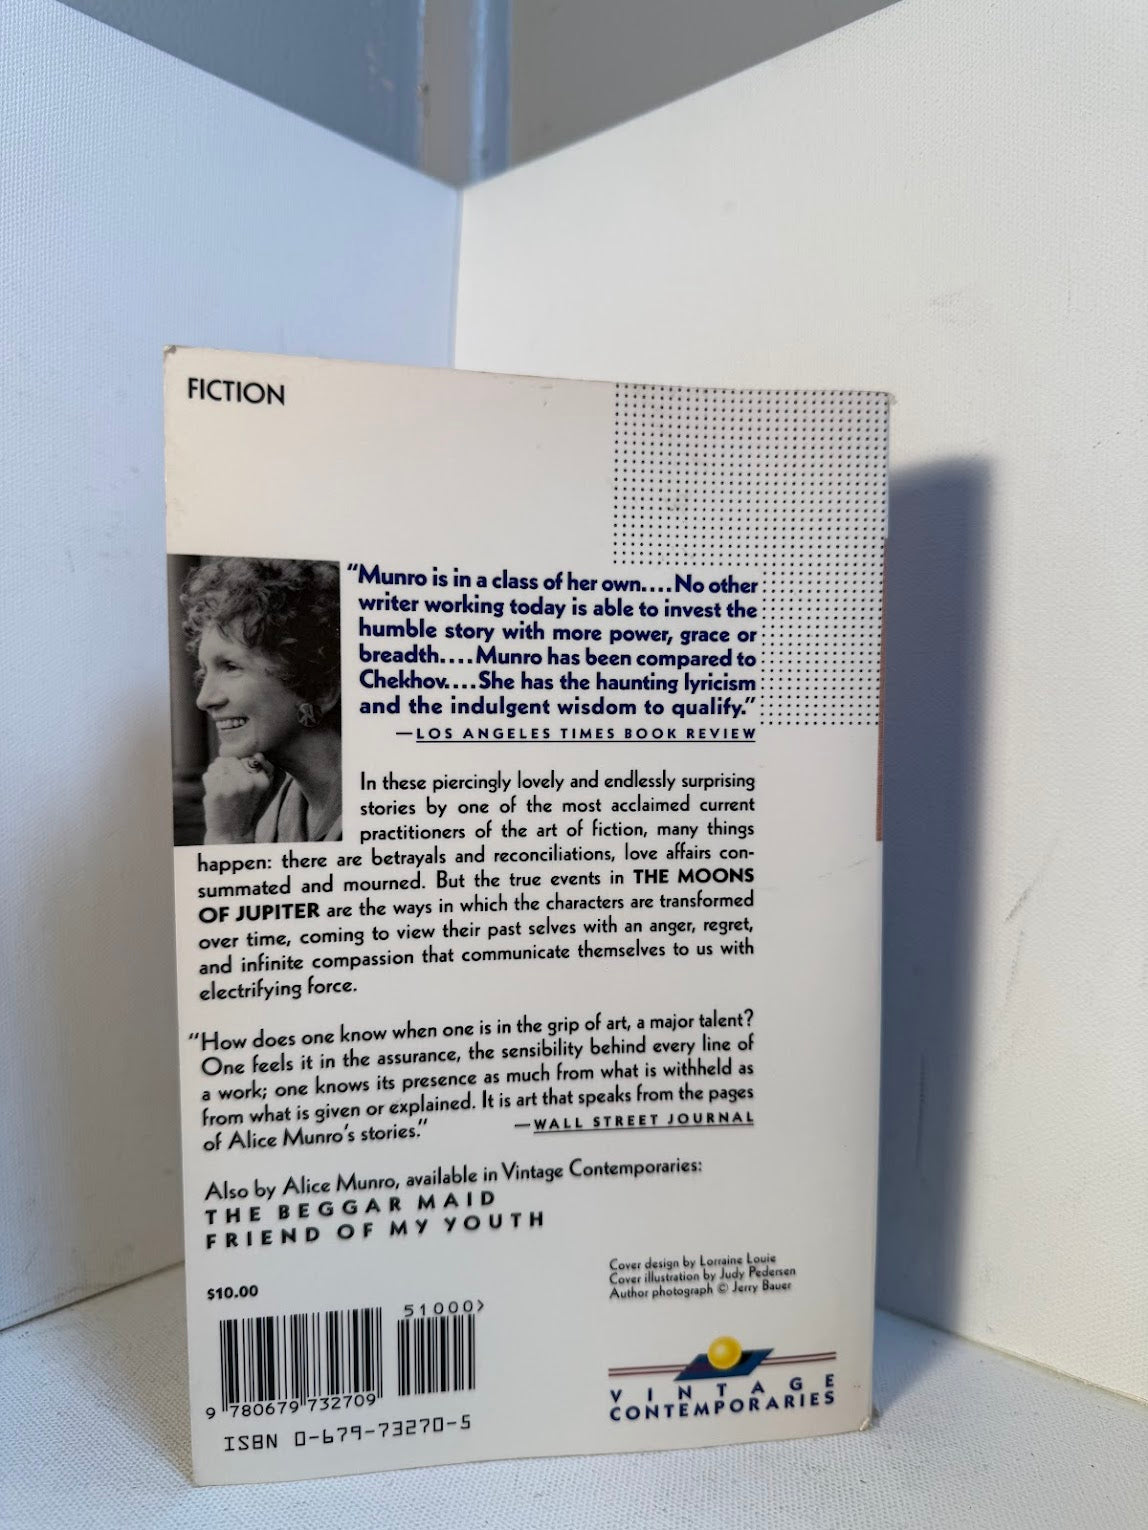 FICTION
"Munro is in a class of her own....No other
writer working today is able to invest the
humble story with more power, grace or
breadth....Munro has been compared to
Chekhov....She has the haunting lyricism
and the indulgent wisdom to qualify."
—LOS ANGELES TIMES BOOK REVIEW
In these piercingly lovely and endlessly surprising
stories by one of the most acclaimed current
practitioners of the art of fiction, many things
happen: there are betrayals and reconciliations, love affairs con-
summated and mourned. But the true events in THE MOONS
OF JUPITER are the ways in which the characters are transformed
over time, coming to view their past selves with an anger, regret,
and infinite compassion that communicate themselves to us with
electrifying force.
"How does one know when one is in the grip of art, a major talent?
One feels it in the assurance, the sensibility behind every line of
a work; one knows its presence as much from what is withheld as
from what is given or explained. It is art that speaks from the pages
of Alice Munro's stories."
—WALL STREET JOURNAL
Also by Alice Munro, available in Vintage Contemporaries:
THE BEGGAR MAID
FRIEND OF MY YOUTH
Cover design by Lorraine Louie
Cover illustration by Judy Pedersen
Author photograph © Jerry Bauer
$10.00
51000>
9 780679 732709
ISBN 0-679-73270-5
VINTAGE
CONTEMPORARIES